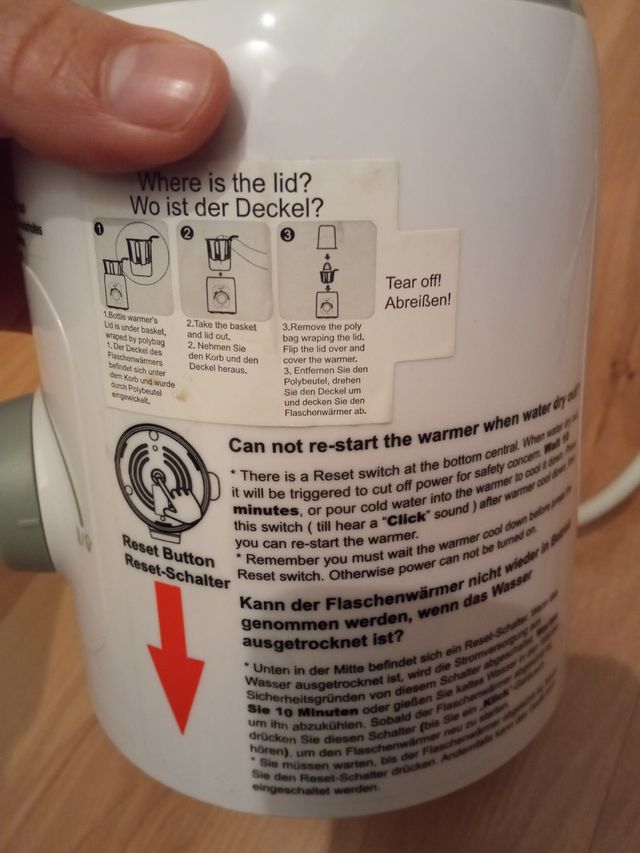 Where is the lid?
Wo ist der Deckel?
1
2
3
1.Bottle warmer's
Lid is under basket,
wraped by polybag
1. Der Deckel des
Flaschenwärmers
befindet sich unter
dem Korb und wurde
durch Polybeutel
eingewickelt.
2.Take the basket
and lid out.
2. Nehmen Sie
den Korb und den
Deckel heraus.
3.Remove the poly
bag wraping the lid.
Flip the lid over and
cover the warmer.
3. Entfernen Sie den
Polybeutel, drehen
Sie den Deckel um
und decken Sie den
Flaschenwärmer ab.
Tear off!
Abreißen!
Reset Button
Reset-Schalter
Can not re-start the warmer when water dry out?
* There is a Reset switch at the bottom central. When water dry
it will be triggered to cut off power for safety concern. Wait 10
minutes, or pour cold water into the warmer to cool it down.
this switch ( till hear a "Click" sound ) after warmer cool down,
you can re-start the warmer.
* Remember you must wait the warmer cool down before press the
Reset switch. Otherwise power can not be turned on.
Kann der Flaschenwärmer nicht wieder in Betrieb
genommen werden, wenn das Wasser
ausgetrocknet ist?
* Unten in der Mitte befindet sich ein Reset-Schalter. Wenn das
Wasser ausgetrocknet ist, wird die Stromversorgung aus
Sicherheitsgründen von diesem Schalter abgeschaltet. Warten
Sie 10 Minuten oder gießen Sie kaltes Wasser in den
um ihn abzukühlen. Sobald der Flaschenwärmer abgekühlt
drücken Sie diesen Schalter (bis Sie ein „Klick"
hören), um den Flaschenwärmer neu zu starten.
* Sie müssen warten, bis der Flaschenwärmer abgekühlt ist,
Sie den Reset-Schalter drücken. Andernfalls kann der
eingeschaltet werden.